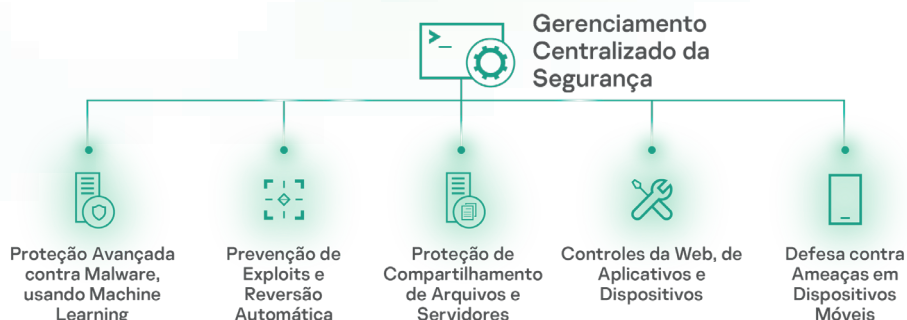 >_
Gerenciamento
Centralizado da
Segurança
Proteção Avançada
contra Malware,
usando Machine
Learning
Prevenção de
Exploits e
Reversão
Automática
Proteção de
Compartilhamento
de Arquivos e
Servidores
Controles da Web, de
Aplicativos e
Dispositivos
Defesa contra
Ameaças em
Dispositivos
Móveis